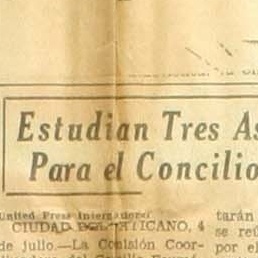 Estudian Tres As
Para el Concilio
United Press International
CIUDAD DEL VATICANO, 4
de julio.—La Comisión Coor-
tarán
se reú
por el